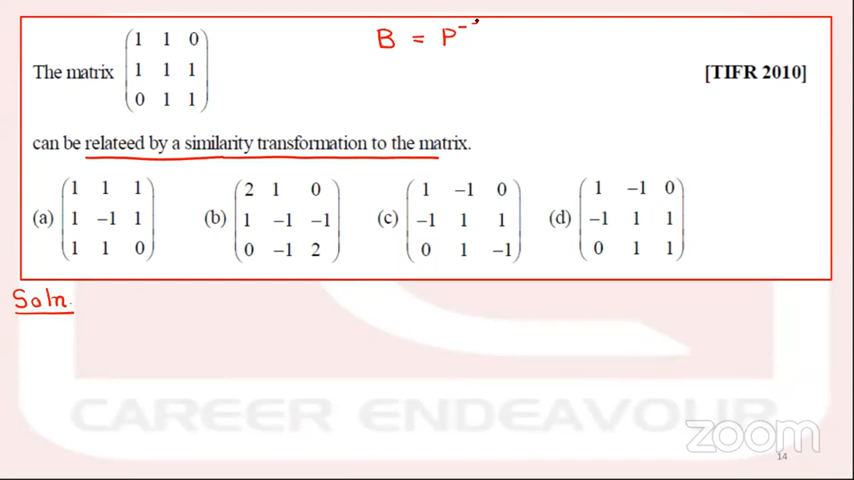 B = P⁻
The matrix
1 1 0
1 1 1
0 1 1
[TIFR 2010]
can be relateed by a similarity transformation to the matrix.
(a)
1 1 1
1 –1 1
1 1 0
(b)
2 1 0
1 –1 –1
0 –1 2
(c)
1 –1 0
–1 1 1
0 1 –1
(d)
1 –1 0
–1 1 1
0 1 1
Soln.
CAREER ENDEAVOUR
zoom
14